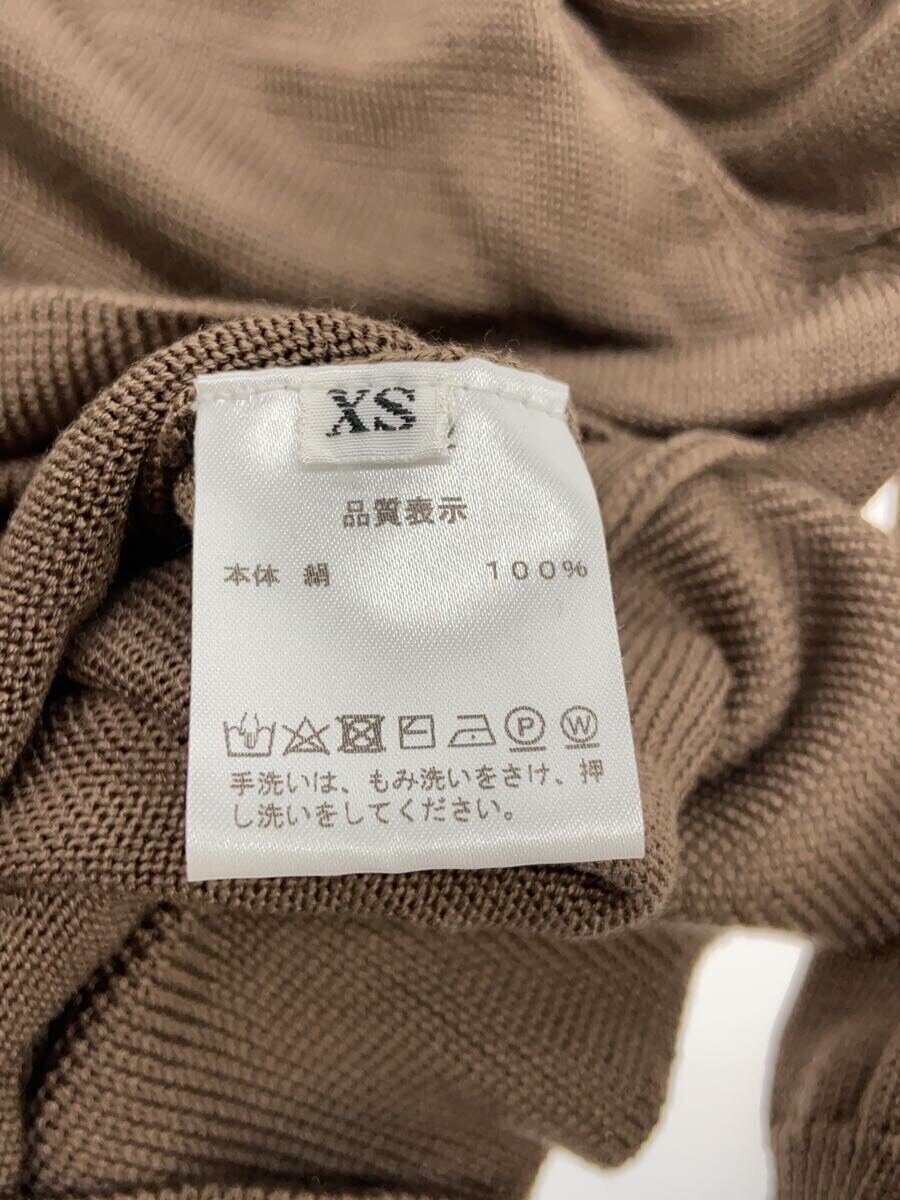 XS
品質表示
本体 絹 100%
P W
手洗いは、もみ洗いをさけ、押
し洗いをしてください。